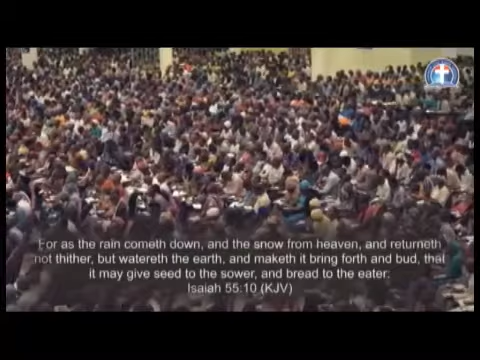 For as the rain cometh down, and the snow from heaven, and returneth
not thither, but watereth the earth, and maketh it bring forth and bud, that
it may give seed to the sower, and bread to the eater:
Isaiah 55:10 (KJV)